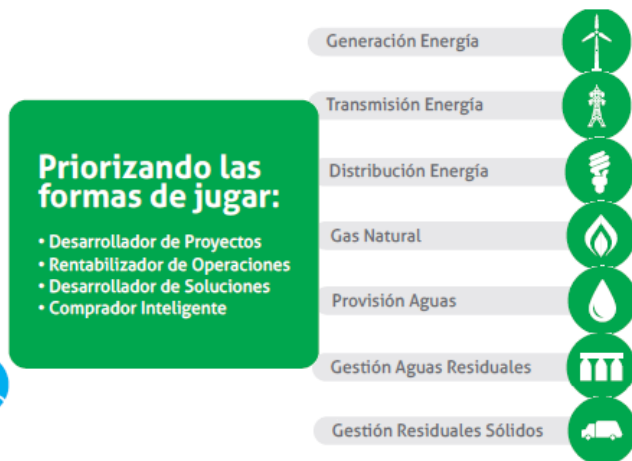 Generación Energía
Transmisión Energía
Priorizando las
formas de jugar:
• Desarrollador de Proyectos
• Rentabilizador de Operaciones
• Desarrollador de Soluciones
• Comprador Inteligente
Distribución Energía
Gas Natural
Provisión Aguas
Gestión Aguas Residuales
Gestión Residuales Sólidos